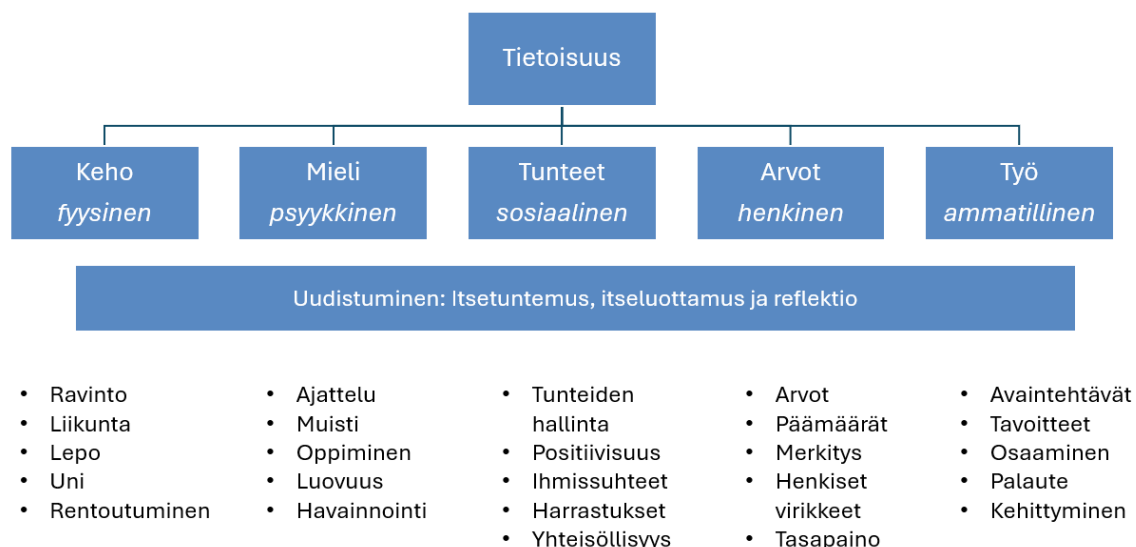 Tietoisuus
Keho
fyysinen
Mieli
psyykkinen
Tunteet
sosiaalinen
Arvot
henkinen
Työ
ammatillinen
Uudistuminen: Itsetuntemus, itseluottamus ja reflektio
• Ravinto
• Liikunta
• Lepo
• Uni
• Rentoutuminen
• Ajattelu
• Muisti
• Oppiminen
• Luovuus
• Havainnointi
• Tunteiden
hallinta
• Positiivisuus
• Ihmissuhteet
• Harrastukset
• Yhteisöllisyys
• Arvot
• Päämäärät
• Merkitys
• Henkiset
virikkeet
• Tasapaino
• Avaintehtävät
• Tavoitteet
• Osaaminen
• Palaute
• Kehittyminen